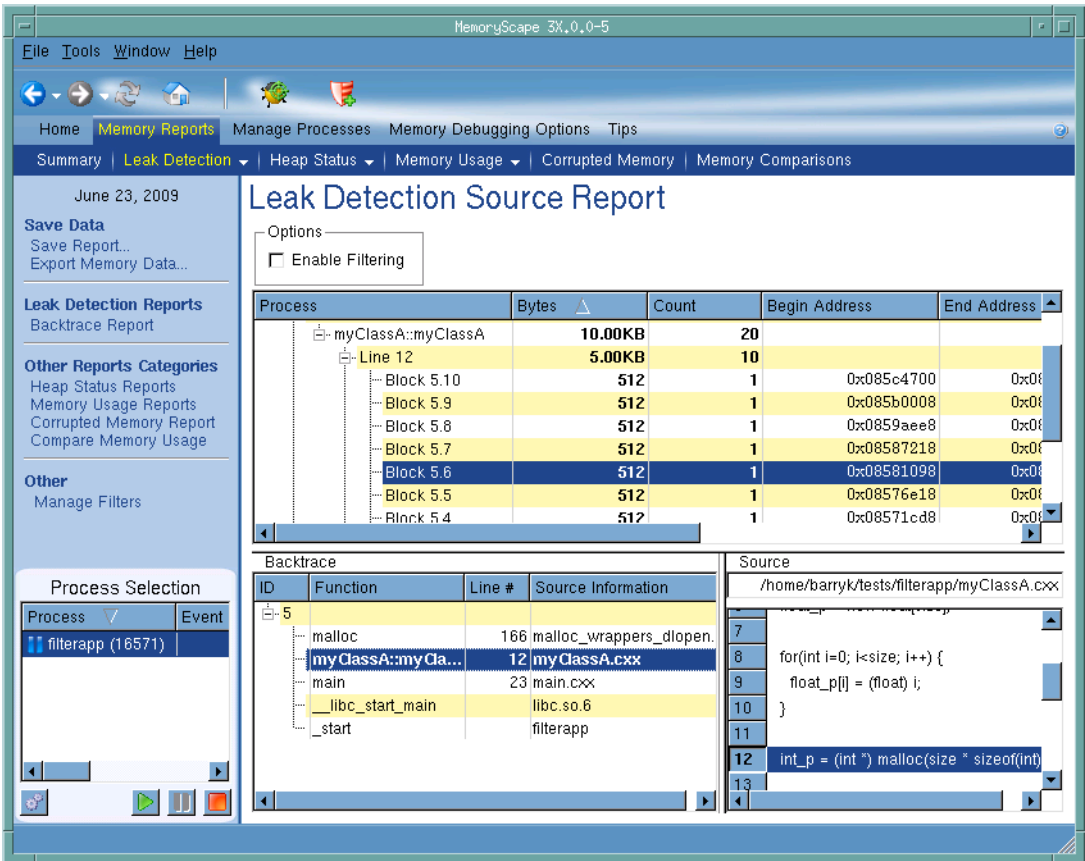 MemoryScape 3X.0.0-5
File Tools Window Help
Home Memory Reports Manage Processes Memory Debugging Options Tips
Summary | Leak Detection | Heap Status | Memory Usage | Corrupted Memory | Memory Comparisons
June 23, 2009
Save Data
Save Report...
Export Memory Data...
Leak Detection Reports
Backtrace Report
Other Reports Categories
Heap Status Reports
Memory Usage Reports
Corrupted Memory Report
Compare Memory Usage
Other
Manage Filters
Process Selection
Process Event
filterapp (16571)
Leak Detection Source Report
Options
Enable Filtering
Process Bytes Count Begin Address End Address
myClassA::myClassA 10.00KB 20
Line 12 5.00KB 10
Block 5.10 512 1 0x085c4700 0x08
Block 5.9 512 1 0x085b0008 0x08
Block 5.8 512 1 0x0859aee8 0x08
Block 5.7 512 1 0x08587218 0x08
Block 5.6 512 1 0x08581098 0x08
Block 5.5 512 1 0x08576e18 0x08
Block 5.4 512 1 0x08571cd8 0x08
Backtrace
ID Function Line # Source Information
5
malloc 166 malloc_wrappers_dlopen.
myClassA::myCla... 12 myClassA.cxx
main 23 main.cxx
__libc_start_main libc.so.6
_start filterapp
Source
/home/barryk/tests/filterapp/myClassA.cxx
7
8 for(int i=0; i<size; i++) {
9 float_p[i] = (float) i;
10 }
11
12 int_p = (int *) malloc(size * sizeof(int)
13